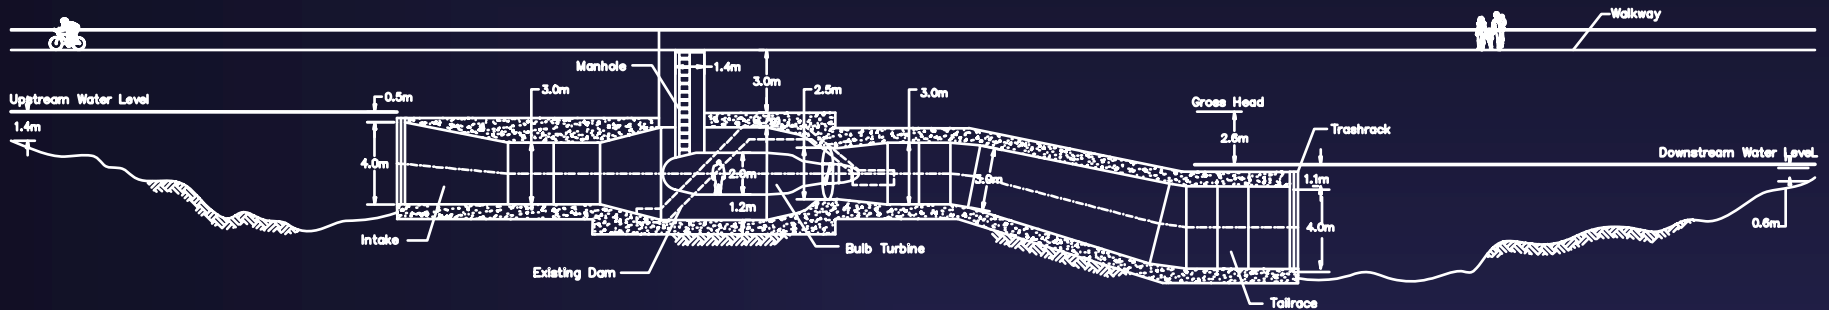 Walkway
Manhole
1.4m
3.0m
Upstream Water Level
0.5m
3.0m
2.5m
3.0m
Gross Head
1.4m
2.6m
Trashrack
Downstream Water Level
4.0m
2.0m
3.0m
1.1m
1.2m
0.6m
4.0m
Intake
Bulb Turbine
Existing Dam
Tailrace